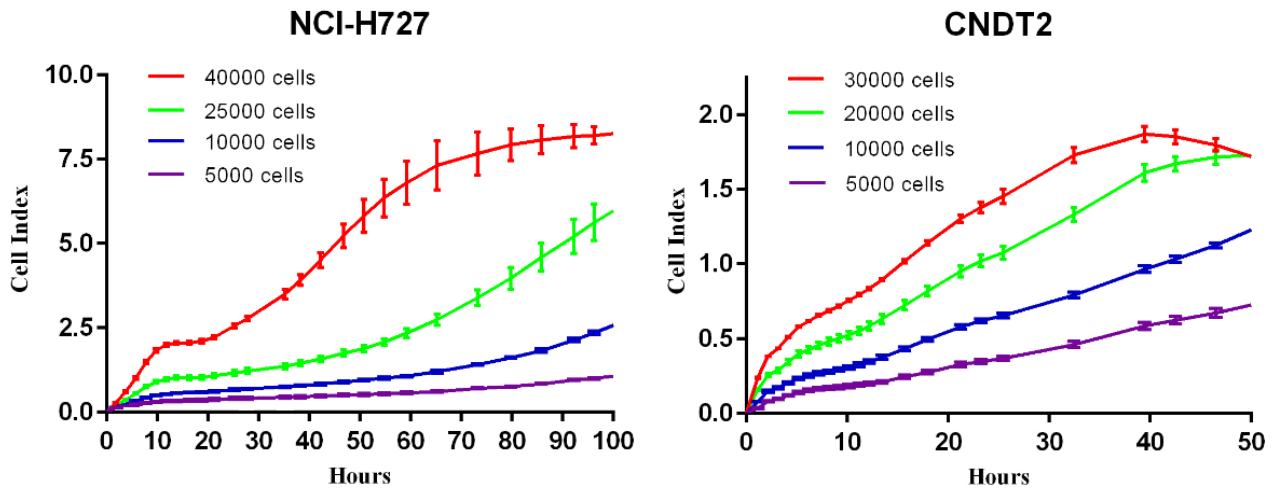 NCI-H727
40000 cells
25000 cells
10000 cells
5000 cells
10.0
7.5
5.0
2.5
0.0
Cell Index
0 10 20 30 40 50 60 70 80 90 100
Hours
CNDT2
30000 cells
20000 cells
10000 cells
5000 cells
2.0
1.5
1.0
0.5
0.0
Cell Index
0 10 20 30 40 50
Hours